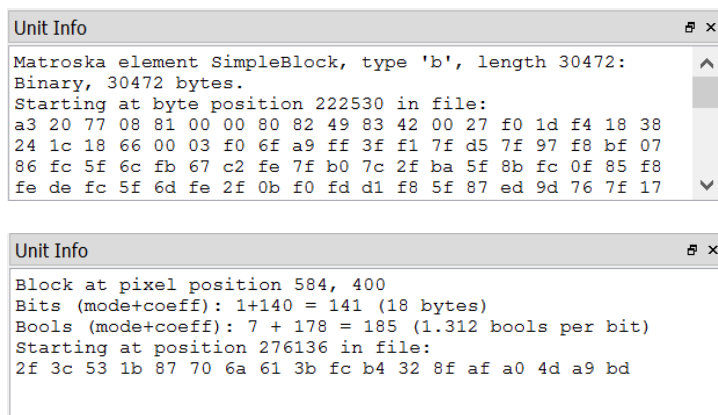 Unit Info
Matroska element SimpleBlock, type 'b', length 30472:
Binary, 30472 bytes.
Starting at byte position 222530 in file:
a3 20 77 08 81 00 00 80 82 49 83 42 00 27 f0 1d f4 18 38
24 1c 18 66 00 03 f0 6f a9 ff 3f f1 7f d5 7f 97 f8 bf 07
86 fc 5f 6c fb 67 c2 fe 7f b0 7c 2f ba 5f 8b fc 0f 85 f8
fe de fc 5f 6d fe 2f 0b f0 fd d1 f8 5f 87 ed 9d 76 7f 17
Unit Info
Block at pixel position 584, 400
Bits (mode+coeff): 1+140 = 141 (18 bytes)
Bools (mode+coeff): 7 + 178 = 185 (1.312 bools per bit)
Starting at position 276136 in file:
2f 3c 53 1b 87 70 6a 61 3b fc b4 32 8f af a0 4d a9 bd